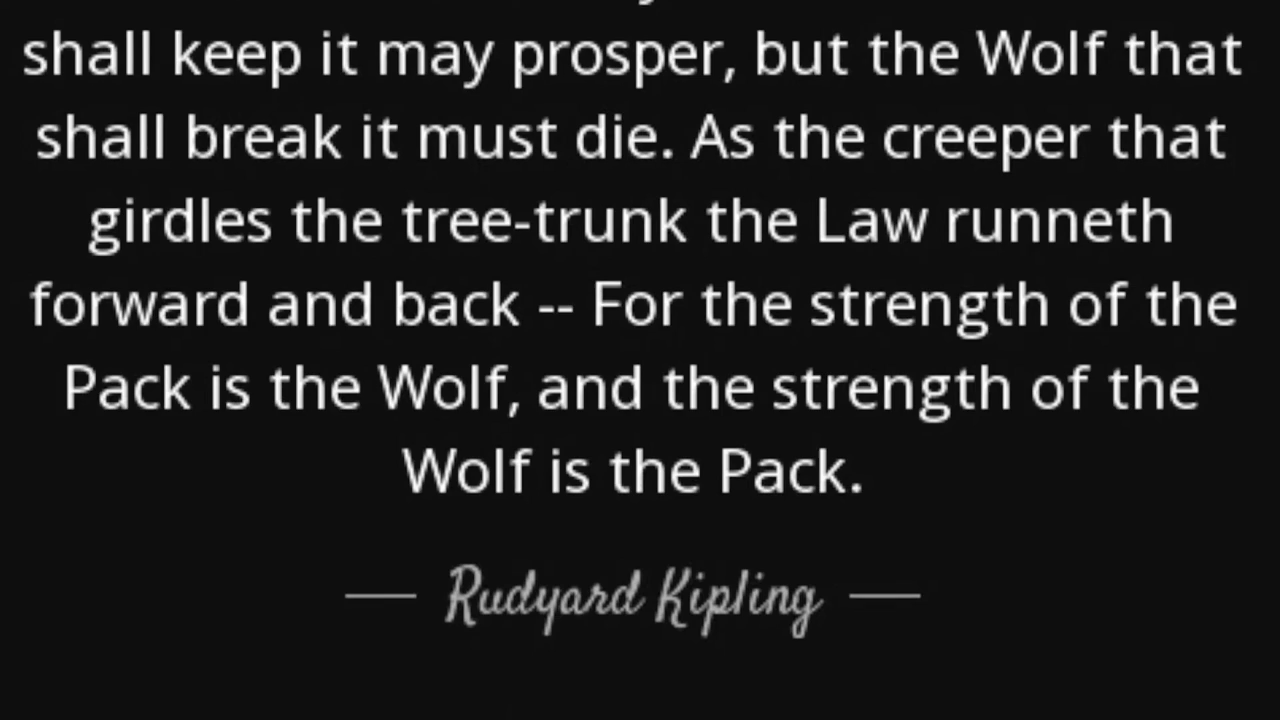 shall keep it may prosper, but the Wolf that
shall break it must die. As the creeper that
girdles the tree-trunk the Law runneth
forward and back -- For the strength of the
Pack is the Wolf, and the strength of the
Wolf is the Pack.
Rudyard Kipling